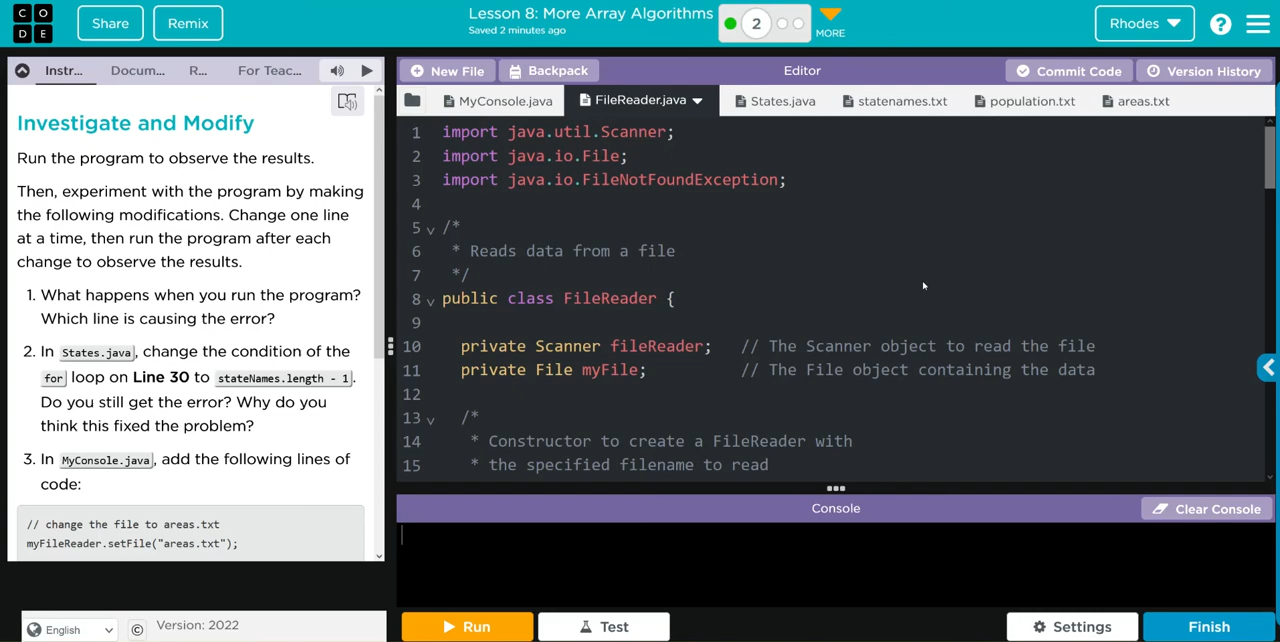 CO
DE
Share
Remix
Lesson 8: More Array Algorithms
Saved 2 minutes ago
2
MORE
Rhodes
?
Instr...
Docum...
R...
For Teac...
New File
Backpack
Editor
Commit Code
Version History
MyConsole.java
FileReader.java
States.java
statenames.txt
population.txt
areas.txt
Investigate and Modify
Run the program to observe the results.
Then, experiment with the program by making
the following modifications. Change one line
at a time, then run the program after each
change to observe the results.
1. What happens when you run the program?
Which line is causing the error?
2. In States.java, change the condition of the
for loop on Line 30 to stateNames.length - 1.
Do you still get the error? Why do you
think this fixed the problem?
3. In MyConsole.java, add the following lines of
code:
// change the file to areas.txt
myFileReader.setFile("areas.txt");
1 import java.util.Scanner;
2 import java.io.File;
3 import java.io.FileNotFoundException;
4
5 /*
6 * Reads data from a file
7 */
8 public class FileReader {
9
10 private Scanner fileReader; // The Scanner object to read the file
11 private File myFile; // The File object containing the data
12
13 /*
14 * Constructor to create a FileReader with
15 * the specified filename to read
Console
Clear Console
English
©
Version: 2022
Run
Test
Settings
Finish